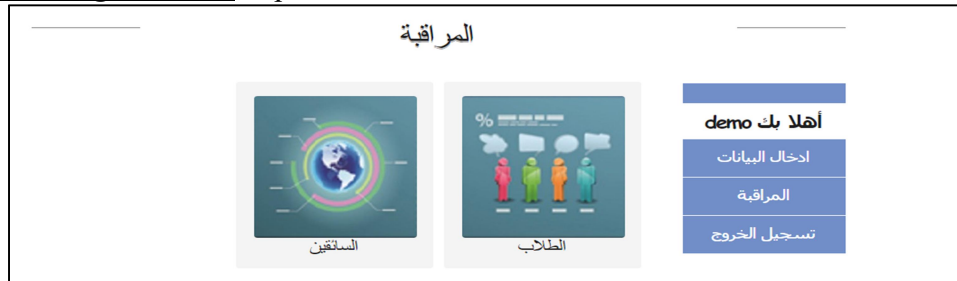 المراقبة
أهلا بك demo
ادخال البيانات
المراقبة
تسجيل الخروج
%
الطلاب
السائقين